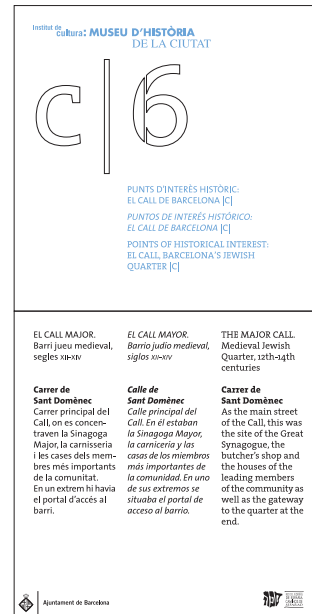 Institut de
cultura: MUSEU D'HISTÒRIA
DE LA CIUTAT
c|6
PUNTS D'INTERÈS HISTÒRIC:
EL CALL DE BARCELONA |C|
PUNTOS DE INTERÉS HISTÓRICO:
EL CALL DE BARCELONA |C|
POINTS OF HISTORICAL INTEREST:
EL CALL, BARCELONA'S JEWISH
QUARTER |C|
EL CALL MAJOR.
Barri jueu medieval,
segles XII-XIV
Carrer de
Sant Domènec
Carrer principal del
Call, on es concen-
traven la Sinagoga
Major, la carnisseria
i les cases dels mem-
bres més importants
de la comunitat.
En un extrem hi havia
el portal d'accés al
barri.
EL CALL MAYOR.
Barrio judío medieval,
siglos XII-XIV
Calle de
Sant Domènec
Calle principal del
Call. En él estaban
la Sinagoga Mayor,
la carnicería y las
casas de los miembros
más importantes de
la comunidad. En uno
de sus extremos se
situaba el portal de
acceso al barrio.
THE MAJOR CALL.
Medieval Jewish
Quarter, 12th-14th
centuries
Carrer de
Sant Domènec
As the main street
of the Call, this was
the site of the Great
Synagogue, the
butcher's shop and
the houses of the
leading members
of the community as
well as the gateway
to the quarter at the
end.
Ajuntament de Barcelona